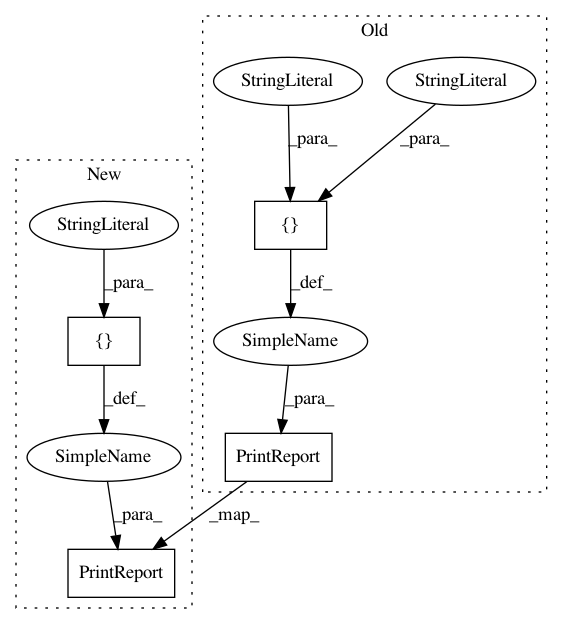 Old
StringLiteral StringLiteral
_para_ _para_
New
StringLiteral
{}
_para_
_def_
{}
SimpleName
_def_
_para_
SimpleName
PrintReport
_para_
_map_
PrintReport